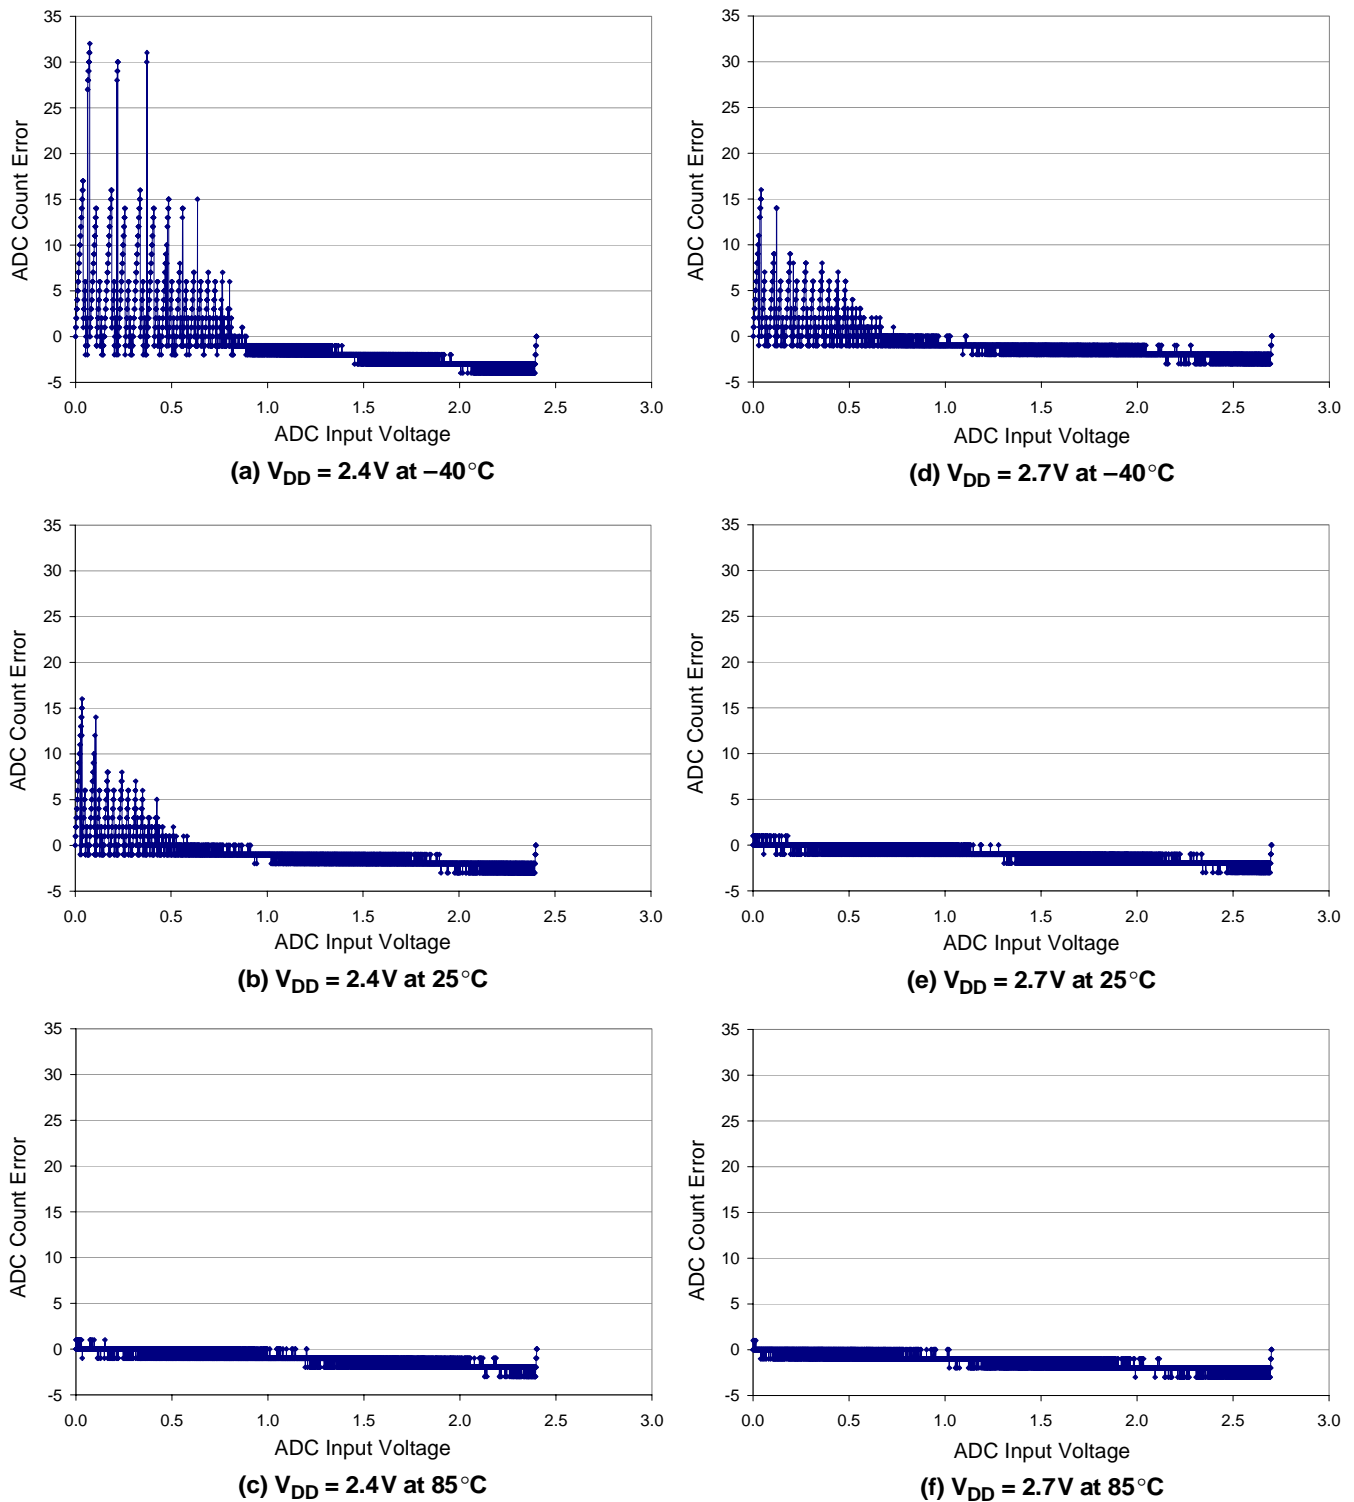 35
30
25
20
15
10
5
0
-5
ADC Count Error
0.0 0.5 1.0 1.5 2.0 2.5 3.0
ADC Input Voltage
(a) VDD = 2.4V at –40°C
35
30
25
20
15
10
5
0
-5
ADC Count Error
0.0 0.5 1.0 1.5 2.0 2.5 3.0
ADC Input Voltage
(d) VDD = 2.7V at –40°C
35
30
25
20
15
10
5
0
-5
ADC Count Error
0.0 0.5 1.0 1.5 2.0 2.5 3.0
ADC Input Voltage
(b) VDD = 2.4V at 25°C
35
30
25
20
15
10
5
0
-5
ADC Count Error
0.0 0.5 1.0 1.5 2.0 2.5 3.0
ADC Input Voltage
(e) VDD = 2.7V at 25°C
35
30
25
20
15
10
5
0
-5
ADC Count Error
0.0 0.5 1.0 1.5 2.0 2.5 3.0
ADC Input Voltage
(c) VDD = 2.4V at 85°C
35
30
25
20
15
10
5
0
-5
ADC Count Error
0.0 0.5 1.0 1.5 2.0 2.5 3.0
ADC Input Voltage
(f) VDD = 2.7V at 85°C